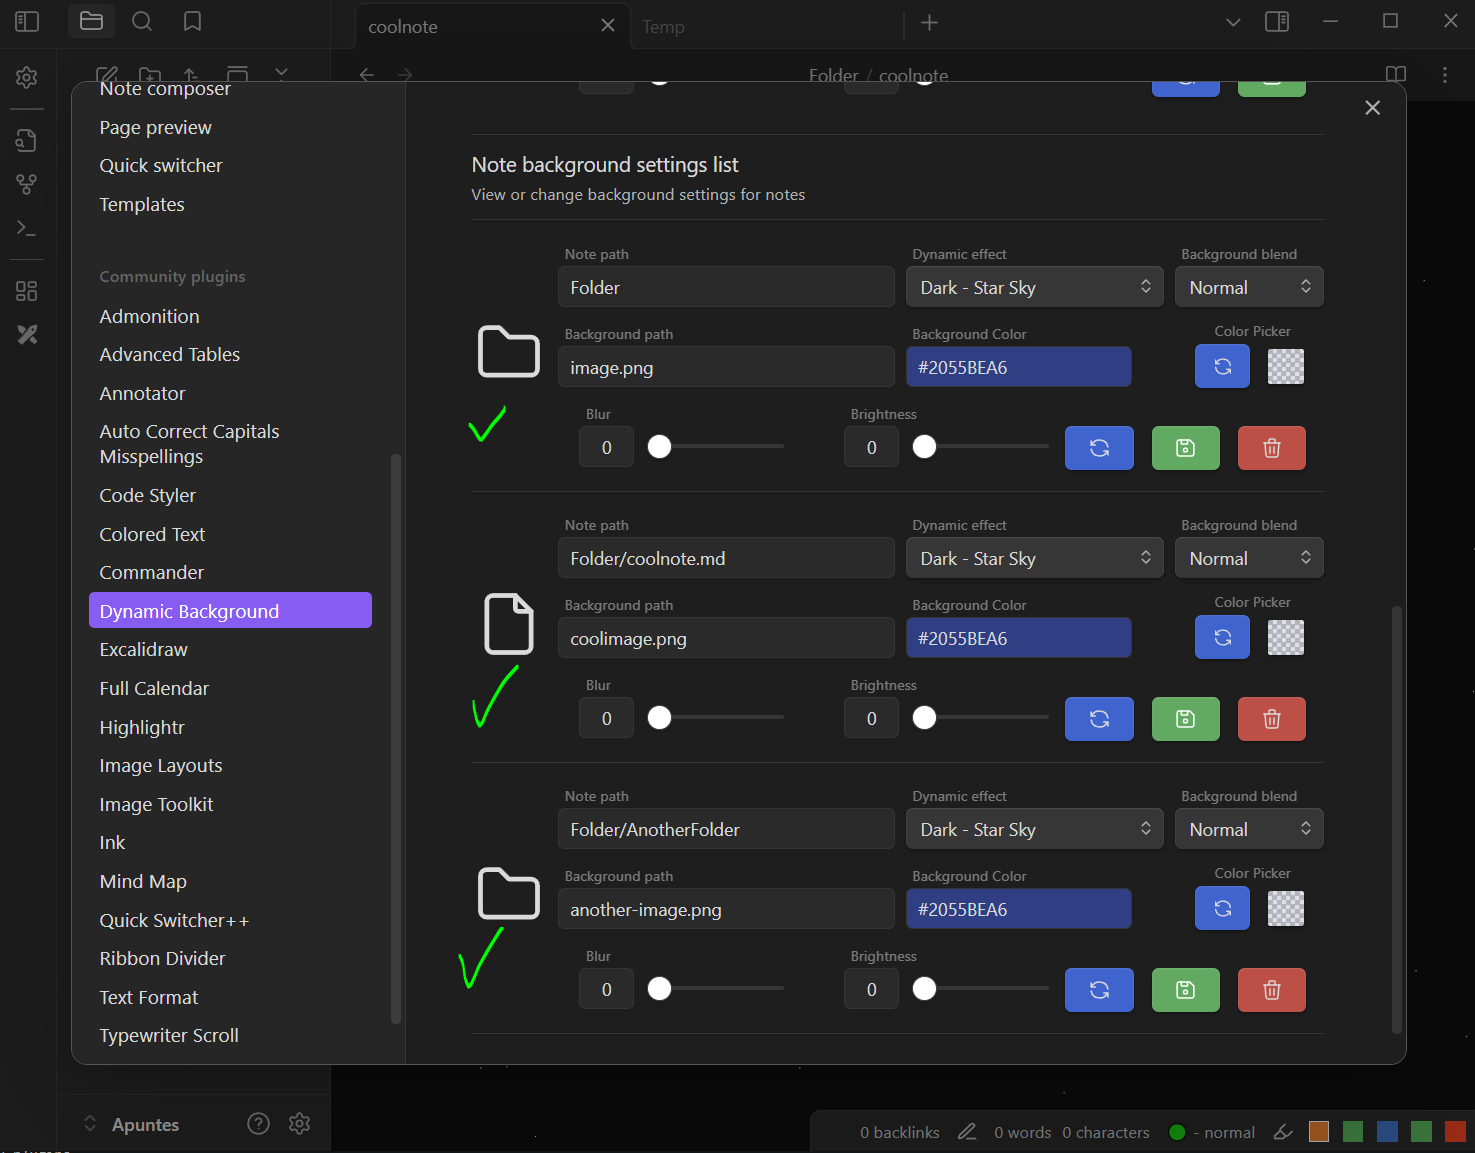 coolnote
Temp
Folder / coolnote
Note composer
Page preview
Quick switcher
Templates
Community plugins
Admonition
Advanced Tables
Annotator
Auto Correct Capitals
Misspellings
Code Styler
Colored Text
Commander
Dynamic Background
Excalidraw
Full Calendar
Highlightr
Image Layouts
Image Toolkit
Ink
Mind Map
Quick Switcher++
Ribbon Divider
Text Format
Typewriter Scroll
Note background settings list
View or change background settings for notes
Note path Dynamic effect Background blend
Folder Dark - Star Sky Normal
Background path Background Color Color Picker
image.png #2055BEA6
Blur Brightness
0 0
Note path Dynamic effect Background blend
Folder/coolnote.md Dark - Star Sky Normal
Background path Background Color Color Picker
coolimage.png #2055BEA6
Blur Brightness
0 0
Note path Dynamic effect Background blend
Folder/AnotherFolder Dark - Star Sky Normal
Background path Background Color Color Picker
another-image.png #2055BEA6
Blur Brightness
0 0
Apuntes
0 backlinks 0 words 0 characters - normal